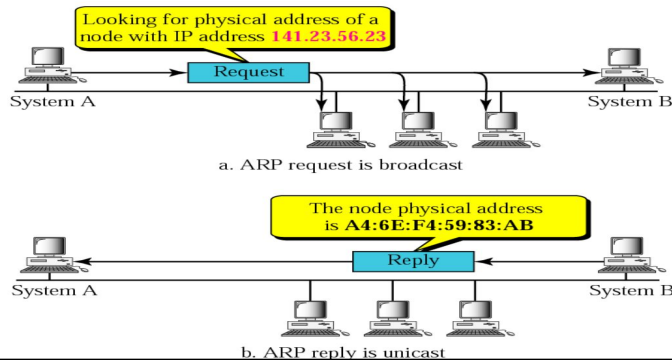 Looking for physical address of a
node with IP address 141.23.56.23
Request
System A
System B
a. ARP request is broadcast
The node physical address
is A4:6E:F4:59:83:AB
Reply
System A
System B
b. ARP reply is unicast